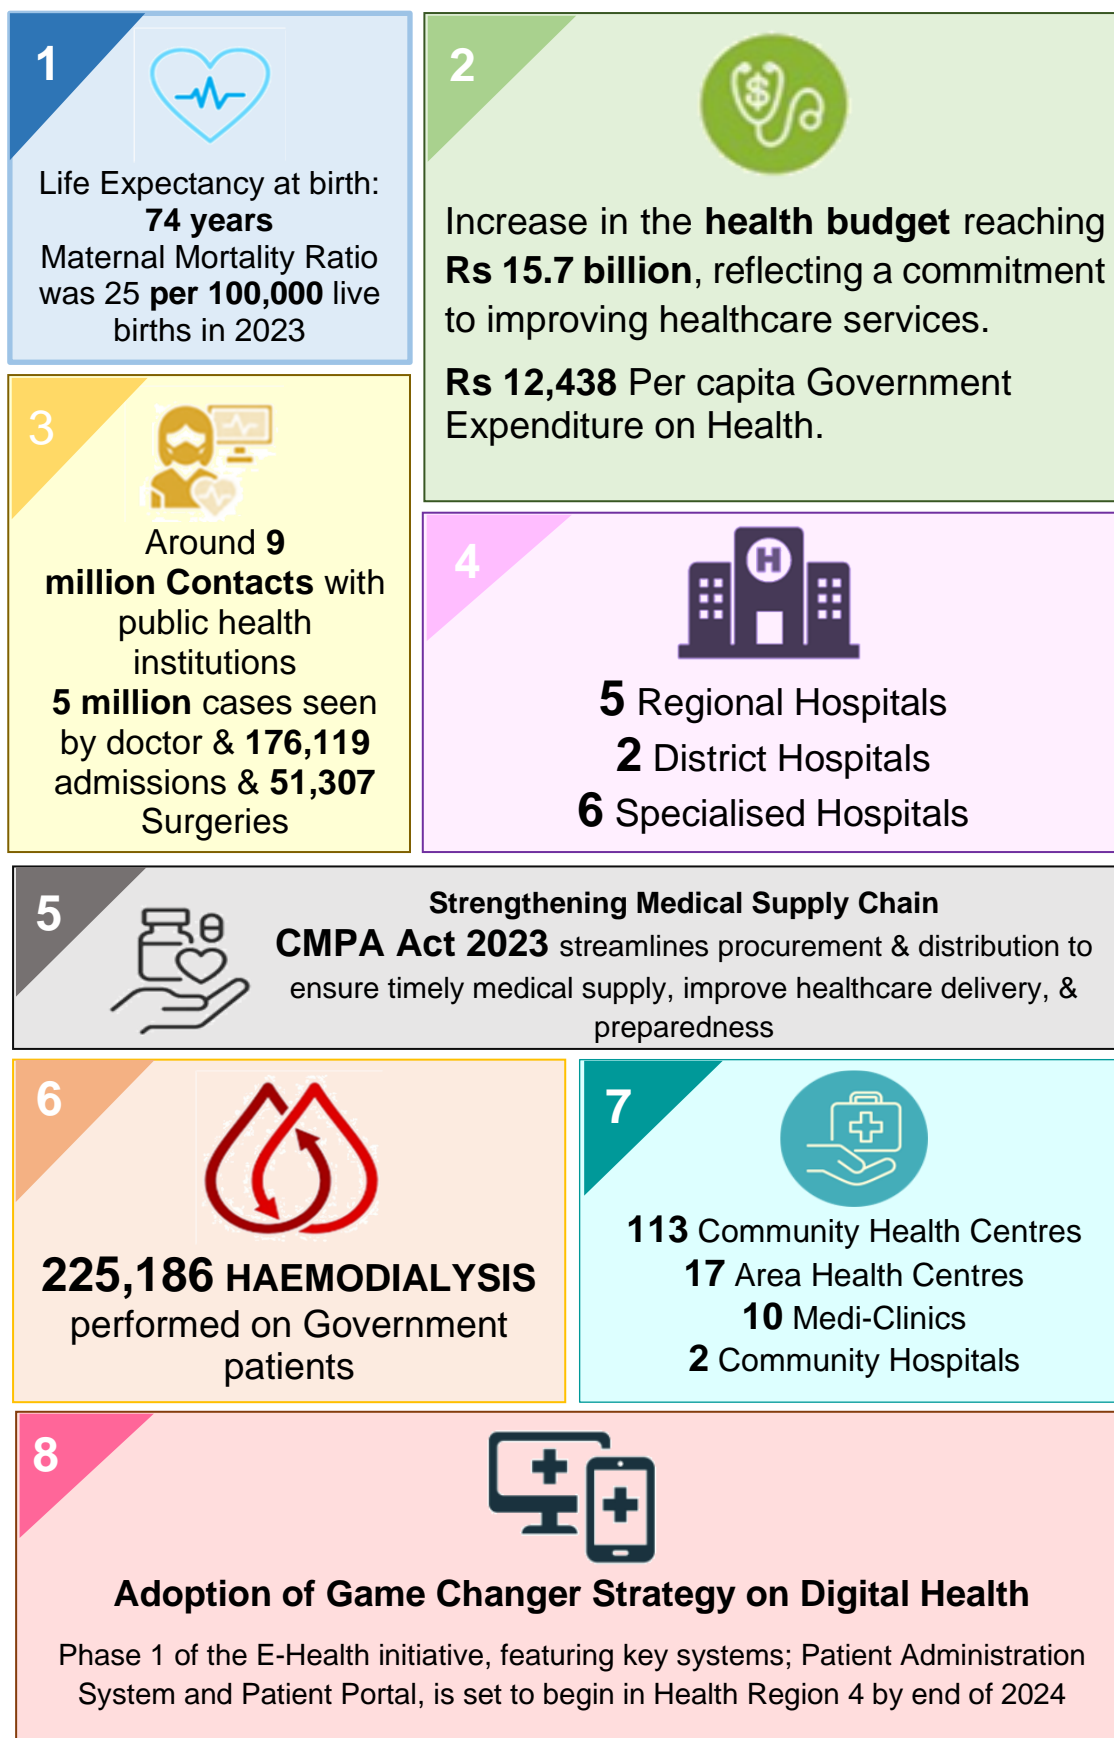 1
Life Expectancy at birth:
74 years
Maternal Mortality Ratio
was 25 per 100,000 live
births in 2023
2
$
Increase in the health budget reaching
Rs 15.7 billion, reflecting a commitment
to improving healthcare services.
Rs 12,438 Per capita Government
Expenditure on Health.
3
Around 9
million Contacts with
public health
institutions
5 million cases seen
by doctor & 176,119
admissions & 51,307
Surgeries
4
H
5 Regional Hospitals
2 District Hospitals
6 Specialised Hospitals
5
Strengthening Medical Supply Chain
CMPA Act 2023 streamlines procurement & distribution to
ensure timely medical supply, improve healthcare delivery, &
preparedness
6
225,186 HAEMODIALYSIS
performed on Government
patients
7
113 Community Health Centres
17 Area Health Centres
10 Medi-Clinics
2 Community Hospitals
8
Adoption of Game Changer Strategy on Digital Health
Phase 1 of the E-Health initiative, featuring key systems; Patient Administration
System and Patient Portal, is set to begin in Health Region 4 by end of 2024